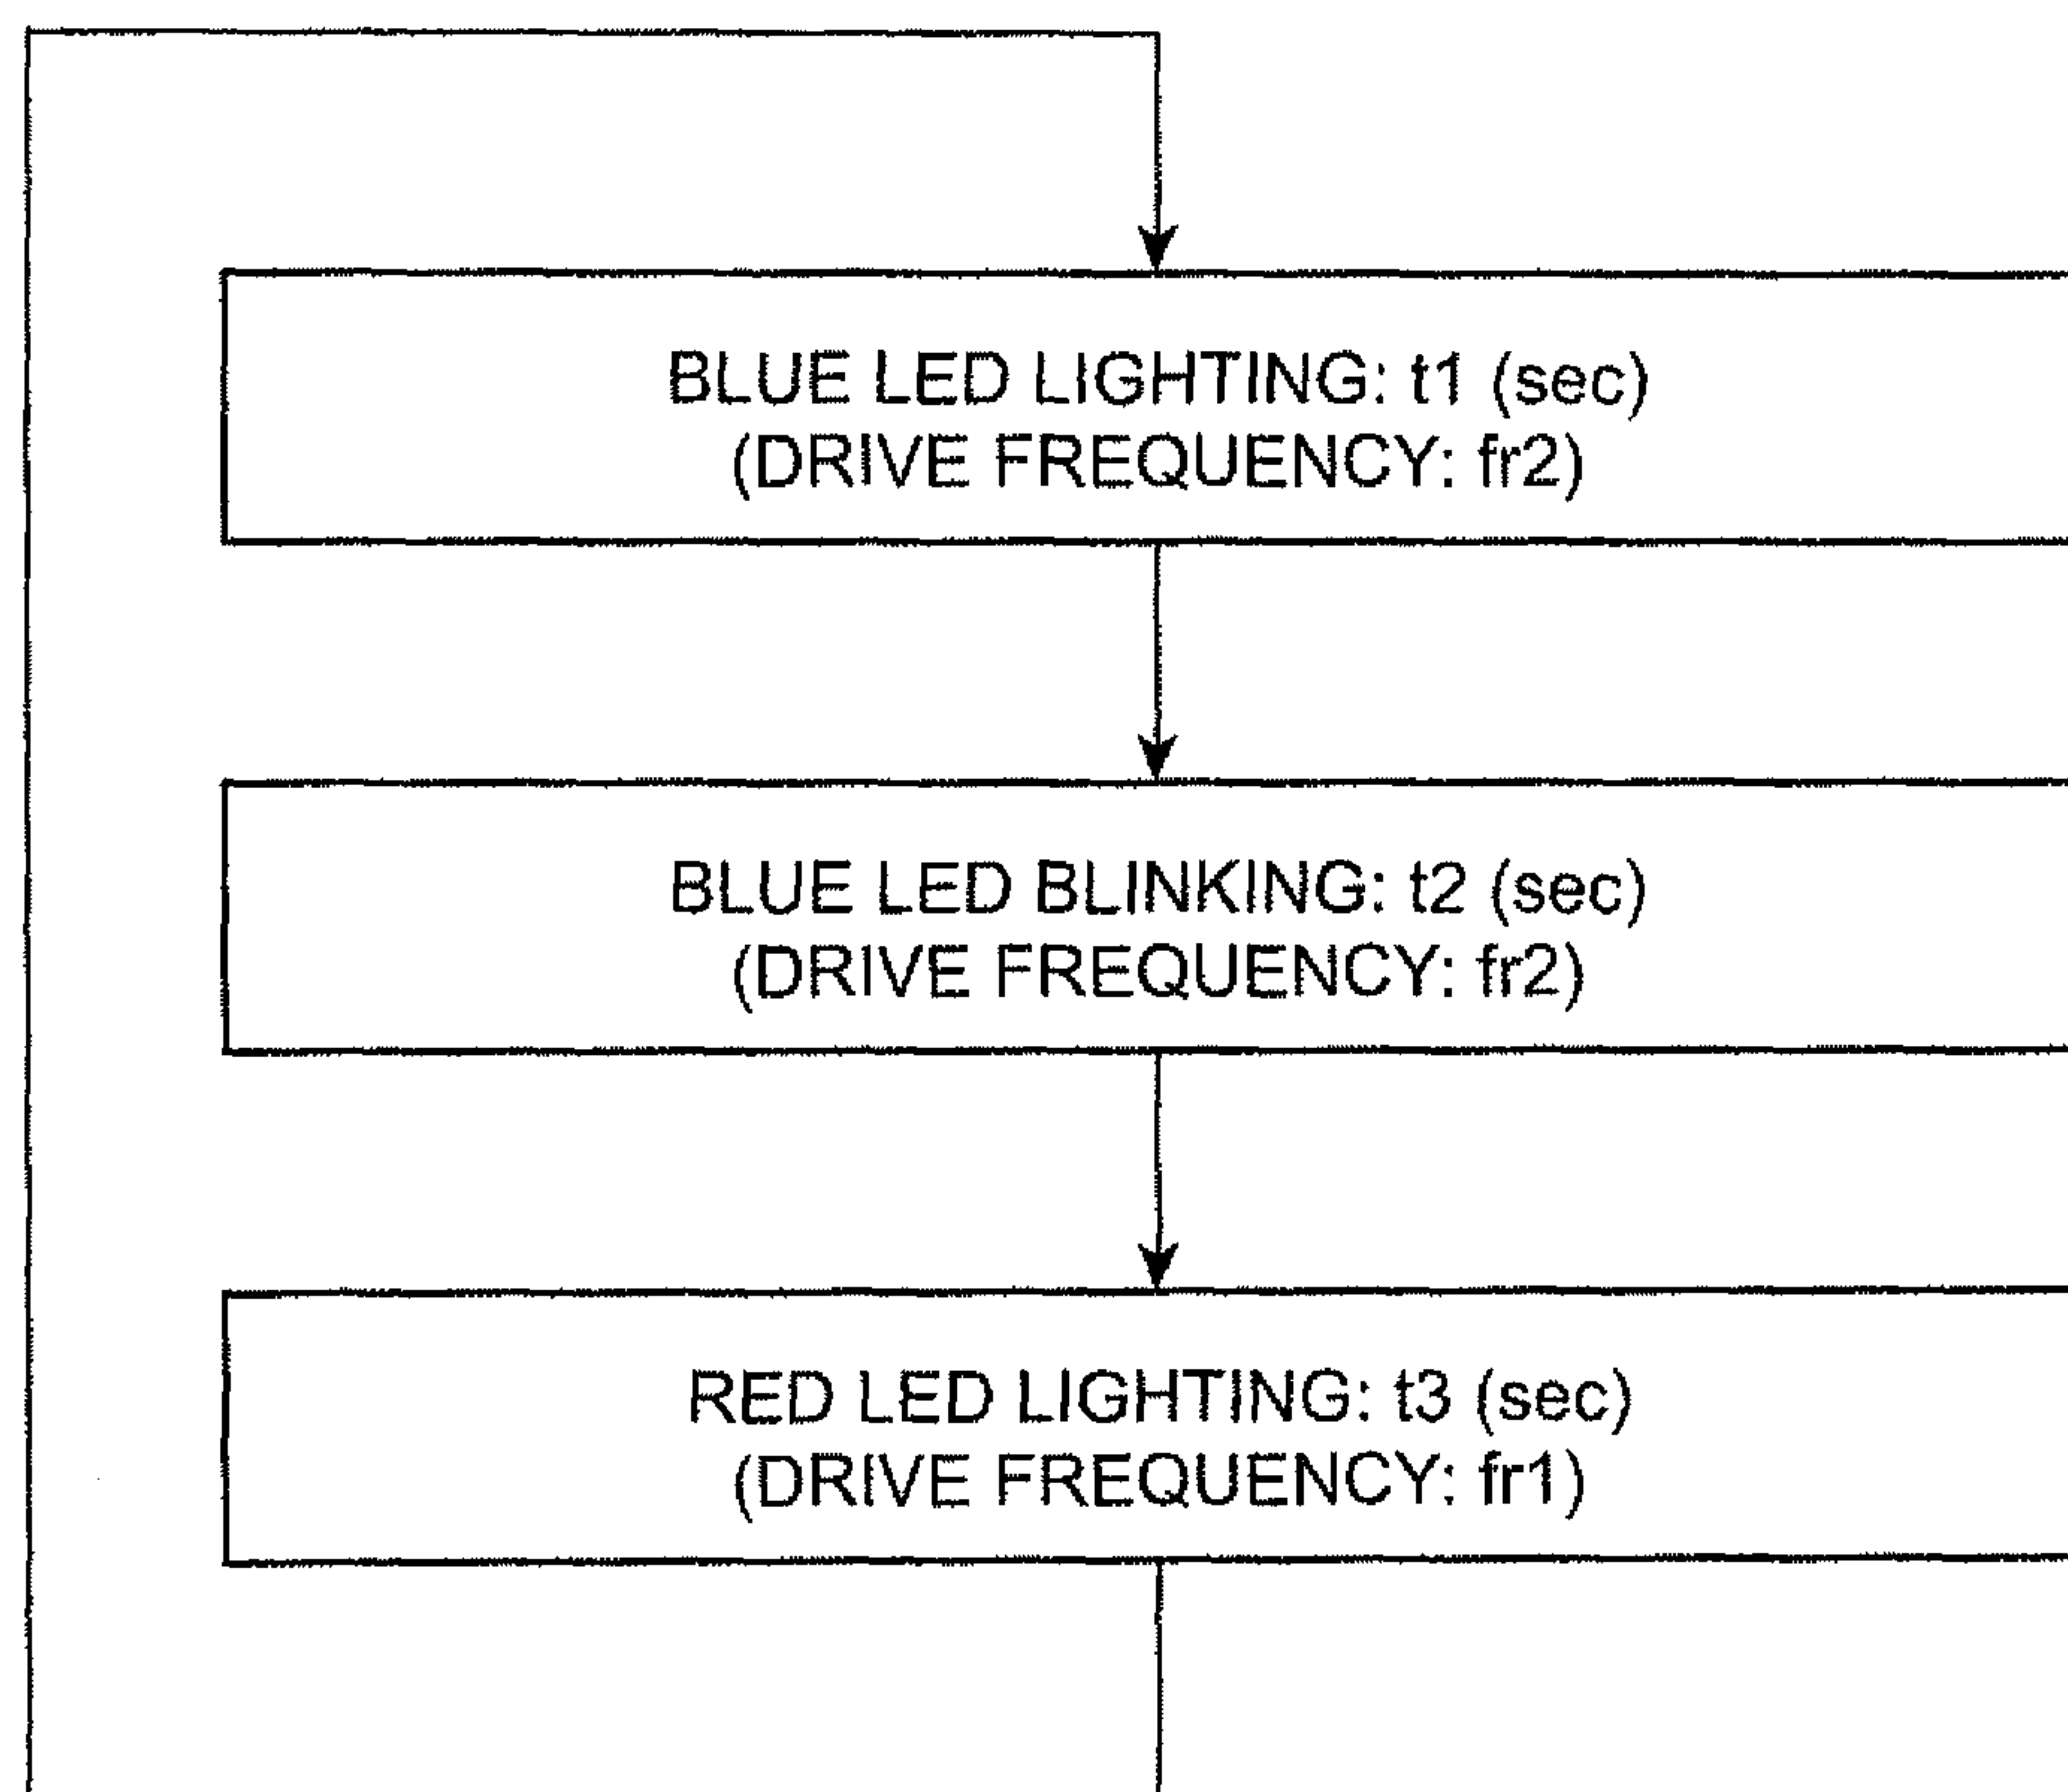 BLUE LED LIGHTING: t1 (sec)
(DRIVE FREQUENCY: fr2)
BLUE LED BLINKING: t2 (sec)
(DRIVE FREQUENCY: fr2)
RED LED LIGHTING: t3 (sec)
(DRIVE FREQUENCY: fr1)